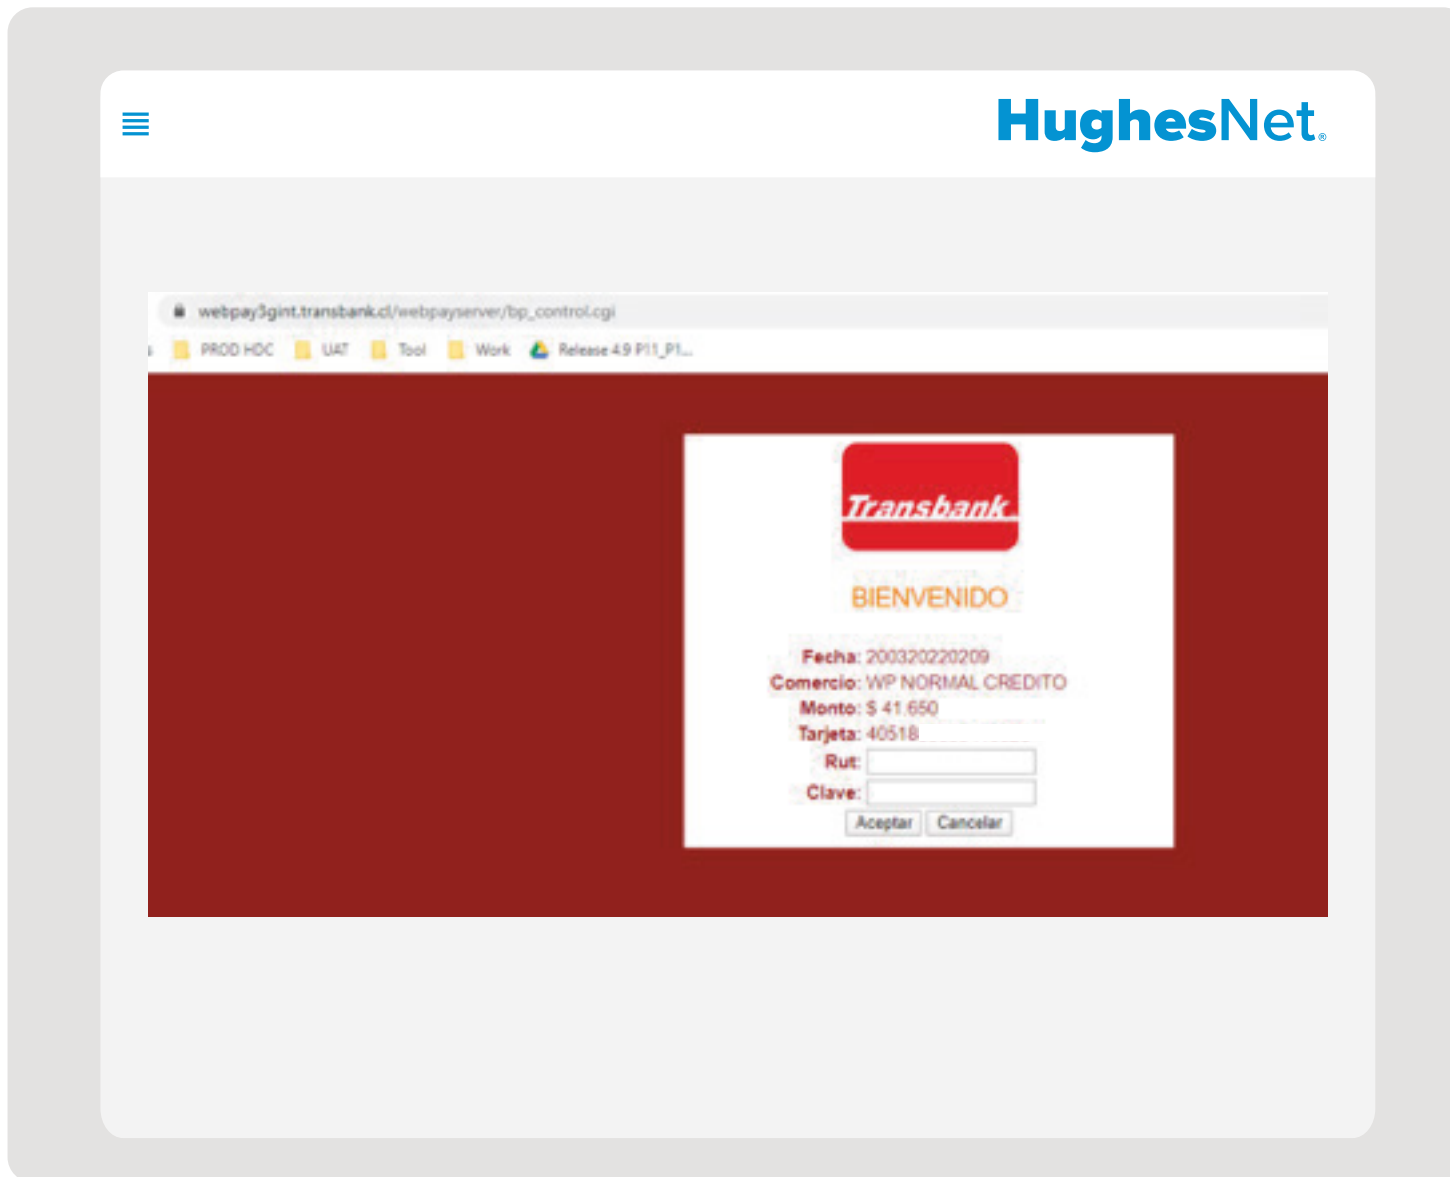 HughesNet®
webpay3gint.transbank.cl/webpayserver/bp_control.cgi
PROD HDC UAT Tool Work Release 4.9 P11_P1...
Transbank.
BIENVENIDO
Fecha: 200320220209
Comercio: WP NORMAL CREDITO
Monto: $ 41.650
Tarjeta: 40518
Rut:
Clave:
Aceptar Cancelar